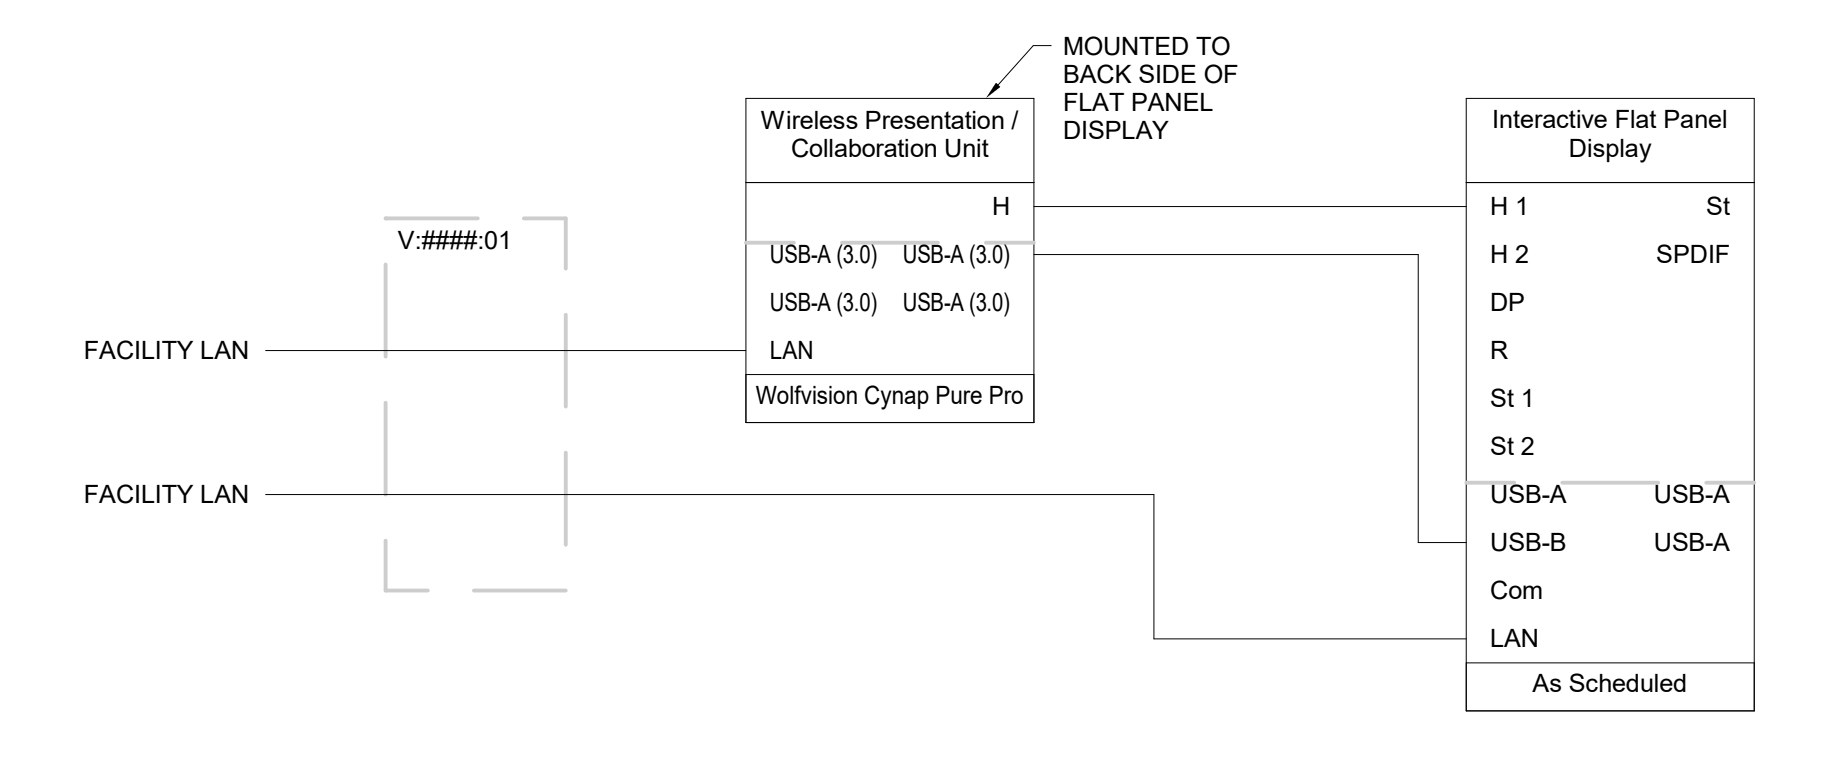 MOUNTED TO
BACK SIDE OF
FLAT PANEL
DISPLAY
Wireless Presentation /
Collaboration Unit
H
USB-A (3.0) USB-A (3.0)
USB-A (3.0) USB-A (3.0)
LAN
Wolfvision Cynap Pure Pro
V:####:01
FACILITY LAN
FACILITY LAN
Interactive Flat Panel
Display
H 1 St
H 2 SPDIF
DP
R
St 1
St 2
USB-A USB-A
USB-B USB-A
Com
LAN
As Scheduled